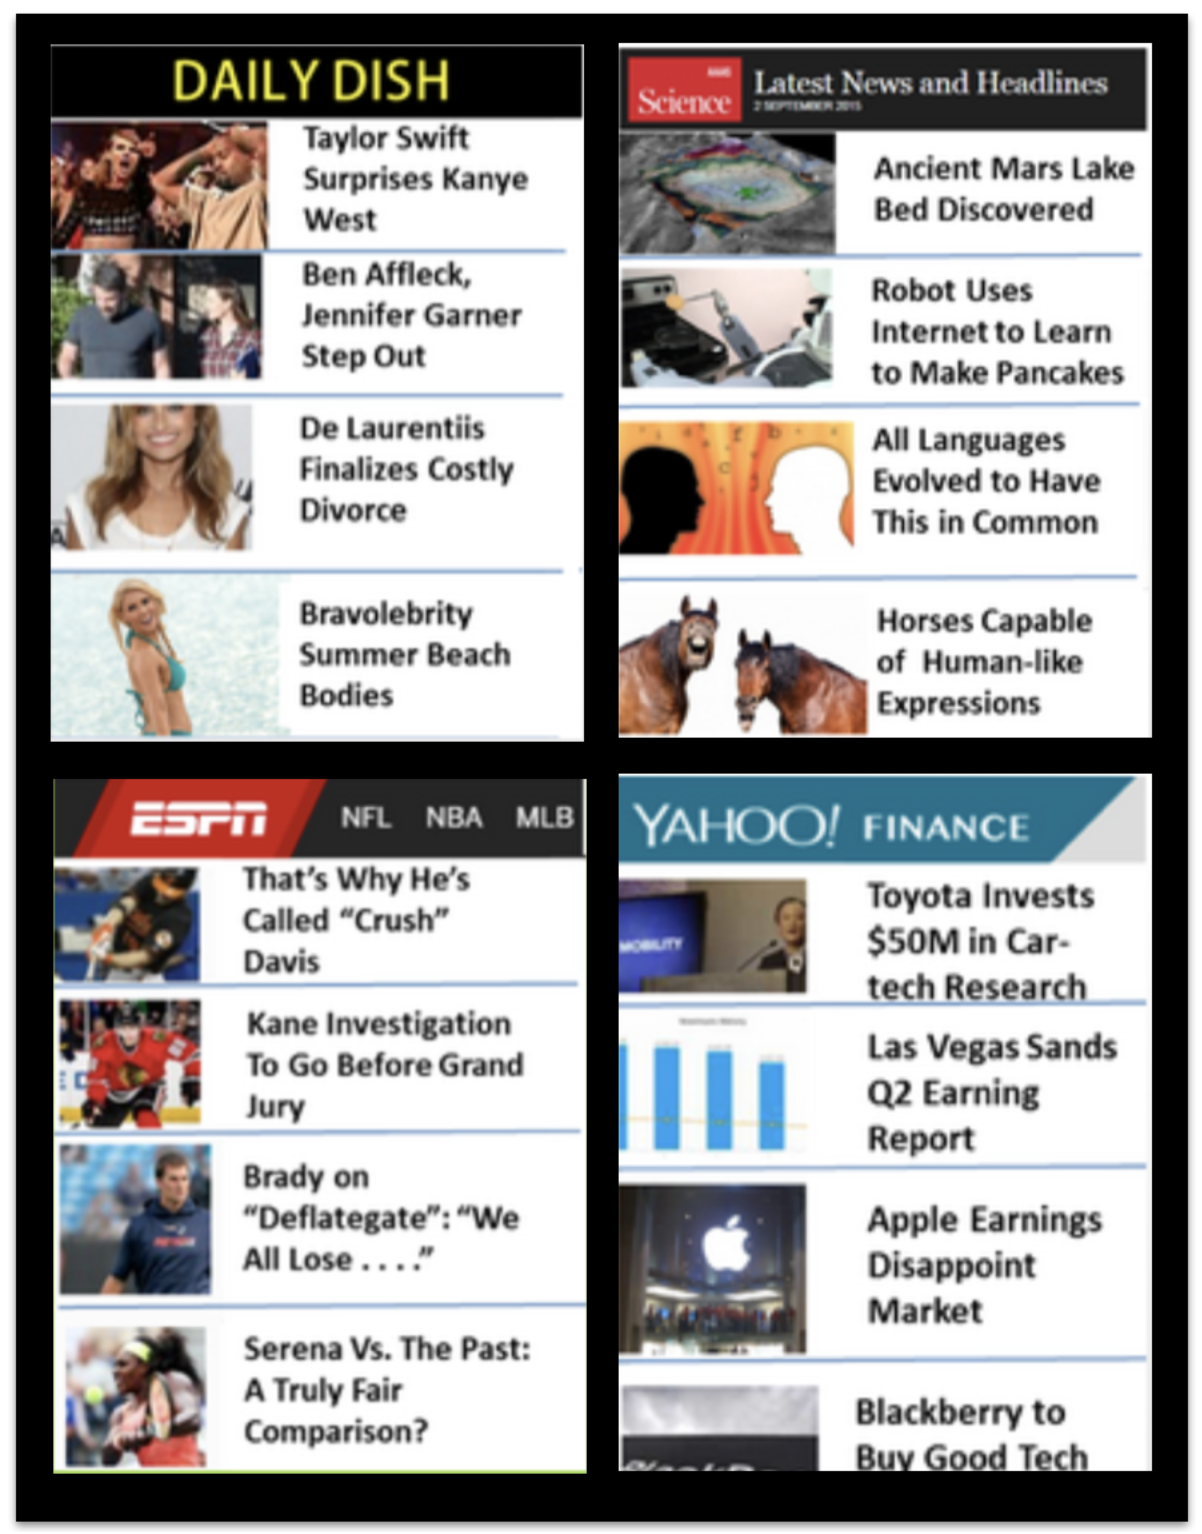 DAILY DISH
Taylor Swift
Surprises Kanye
West
Ben Affleck,
Jennifer Garner
Step Out
De Laurentiis
Finalizes Costly
Divorce
Bravolebrity
Summer Beach
Bodies
AAAS
Science
Latest News and Headlines
2 SEPTEMBER 2015
Ancient Mars Lake
Bed Discovered
Robot Uses
Internet to Learn
to Make Pancakes
All Languages
Evolved to Have
This in Common
Horses Capable
of Human-like
Expressions
ESPN NFL NBA MLB
That's Why He's
Called “Crush”
Davis
Kane Investigation
To Go Before Grand
Jury
Brady on
“Deflategate”: “We
All Lose . . . .”
Serena Vs. The Past:
A Truly Fair
Comparison?
YAHOO! FINANCE
MOBILITY
Toyota Invests
$50M in Car-
tech Research
Las Vegas Sands
Q2 Earning
Report
Apple Earnings
Disappoint
Market
Blackberry to
Buy Good Tech